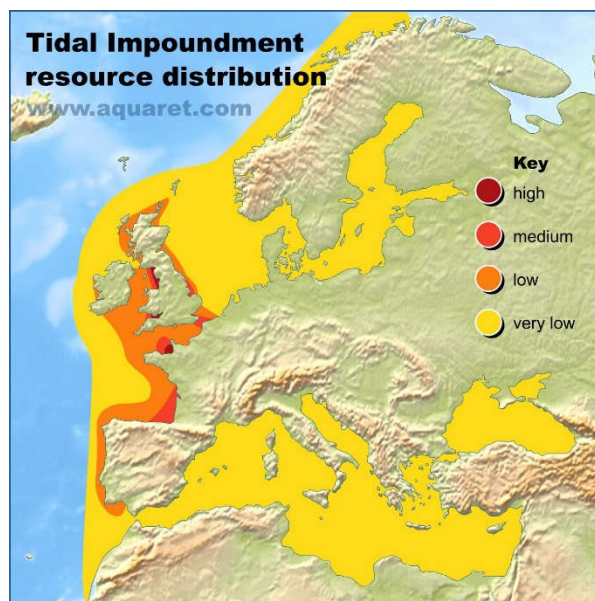 Tidal Impoundment
resource distribution
www.aquaret.com
Key
high
medium
low
very low